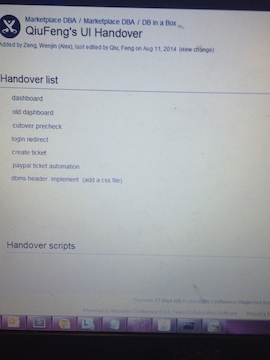 Marketplace DBA / Marketplace DBA / DB in a Box
QiuFeng's UI Handover
Added by Zeng, Wenjin (Alex), last edited by Qiu, Feng on Aug 11, 2014 (view change)
Handover list
dashboard
old dashboard
cutover precheck
login redirect
create ticket
paypal ticket automation
dbms header implement (add a css file)
Handover scripts